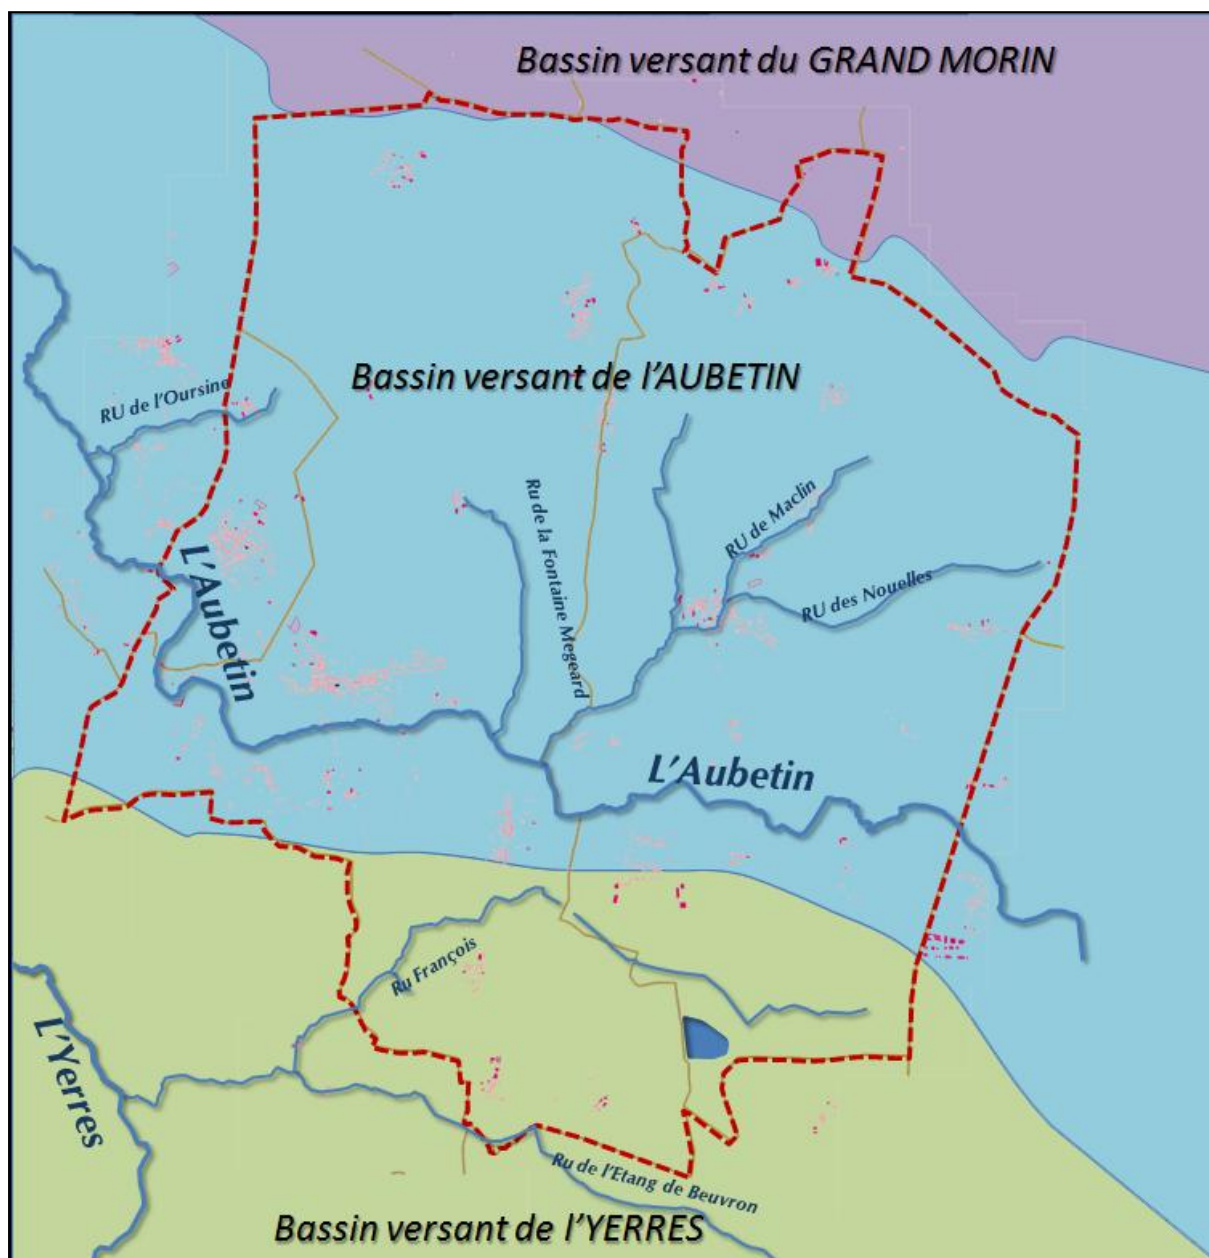 Bassin versant du GRAND MORIN
Bassin versant de l'AUBETIN
RU de l'Oursine
Ru de la Fontaine Megeard
RU de Maclin
RU des Nouelles
L'Aubetin
L'Aubetin
Ru François
L'Yerres
Ru de l'Etang de Beuvron
Bassin versant de l'YERRES